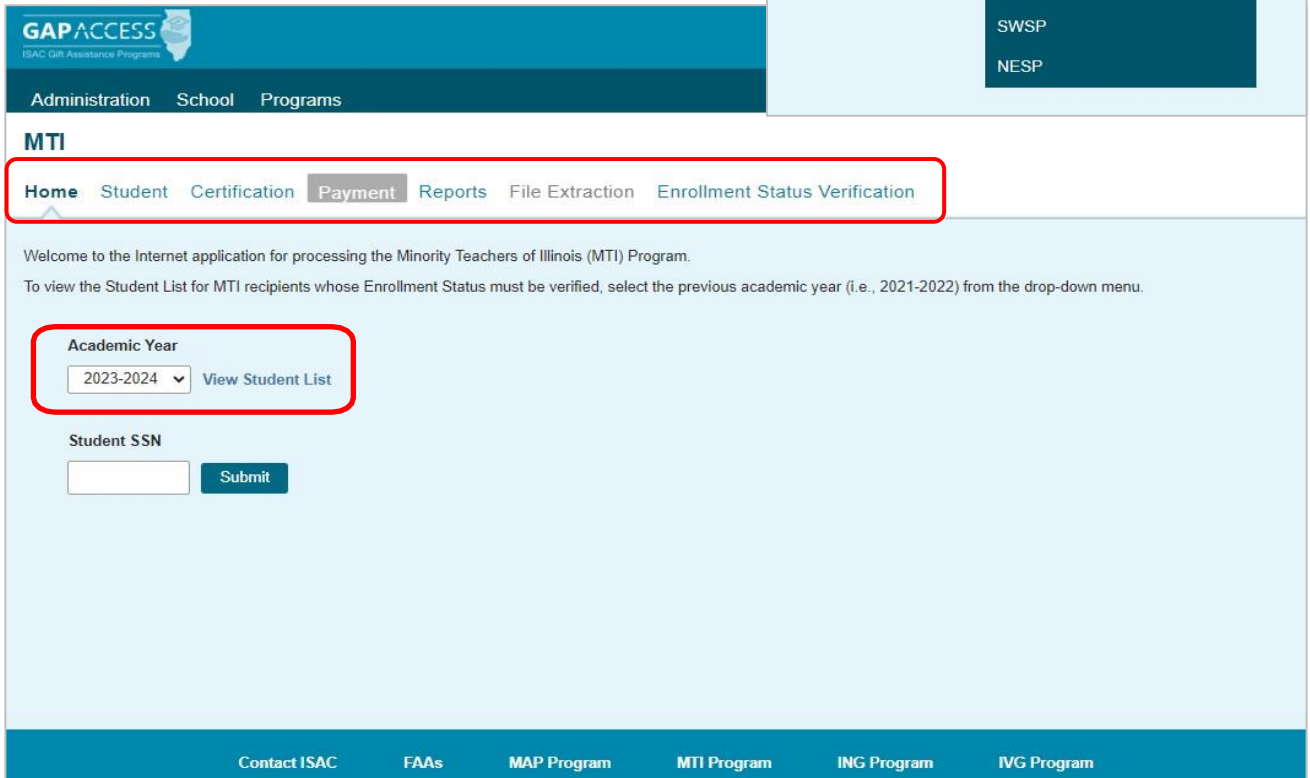 GAPACCESS
ISAC Gift Assistance Programs
SWSP
NESP
Administration School Programs
MTI
Home Student Certification Payment Reports File Extraction Enrollment Status Verification
Welcome to the Internet application for processing the Minority Teachers of Illinois (MTI) Program.
To view the Student List for MTI recipients whose Enrollment Status must be verified, select the previous academic year (i.e., 2021-2022) from the drop-down menu.
Academic Year
2023-2024 View Student List
Student SSN
Submit
Contact ISAC FAAs MAP Program MTI Program ING Program IVG Program